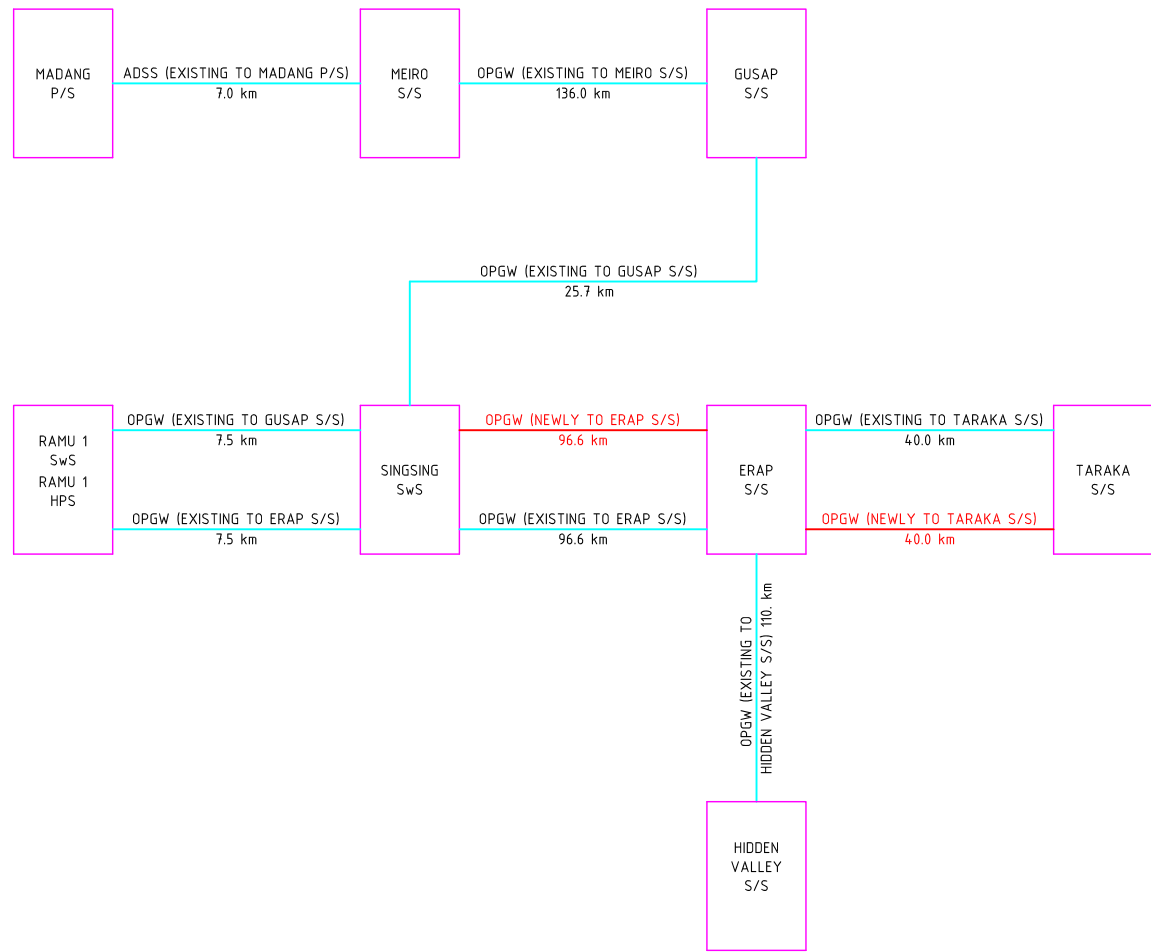 MADANG
P/S
ADSS (EXISTING TO MADANG P/S)
7.0 km
MEIRO
S/S
OPGW (EXISTING TO MEIRO S/S)
136.0 km
GUSAP
S/S
OPGW (EXISTING TO GUSAP S/S)
25.7 km
RAMU 1
SwS
RAMU 1
HPS
OPGW (EXISTING TO GUSAP S/S)
7.5 km
OPGW (EXISTING TO ERAP S/S)
7.5 km
SINGSING
SwS
OPGW (NEWLY TO ERAP S/S)
96.6 km
OPGW (EXISTING TO ERAP S/S)
96.6 km
ERAP
S/S
OPGW (EXISTING TO TARAKA S/S)
40.0 km
OPGW (NEWLY TO TARAKA S/S)
40.0 km
TARAKA
S/S
OPGW (EXISTING TO
HIDDEN VALLEY S/S) 110. km
HIDDEN
VALLEY
S/S